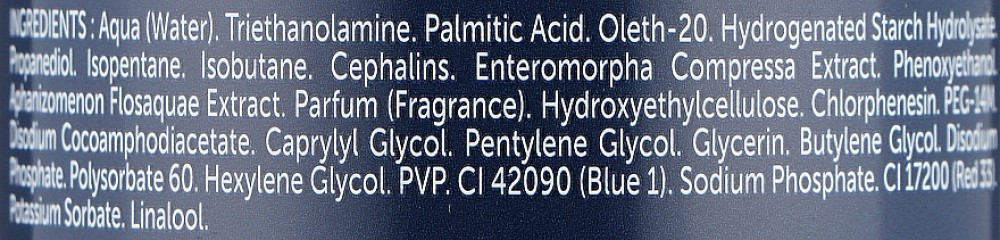 INGREDIENTS : Aqua (Water). Triethanolamine. Palmitic Acid. Oleth-20. Hydrogenated Starch Hydrolysate.
Propanediol. Isopentane. Isobutane. Cephalins. Enteromorpha Compressa Extract. Phenoxyethanol.
Aphanizomenon Flosaquae Extract. Parfum (Fragrance). Hydroxyethylcellulose. Chlorphenesin. PEG-14M.
Disodium Cocoamphodiacetate. Caprylyl Glycol. Pentylene Glycol. Glycerin. Butylene Glycol. Disodium
Phosphate. Polysorbate 60. Hexylene Glycol. PVP. CI 42090 (Blue 1). Sodium Phosphate. CI 17200 (Red 33).
Potassium Sorbate. Linalool.